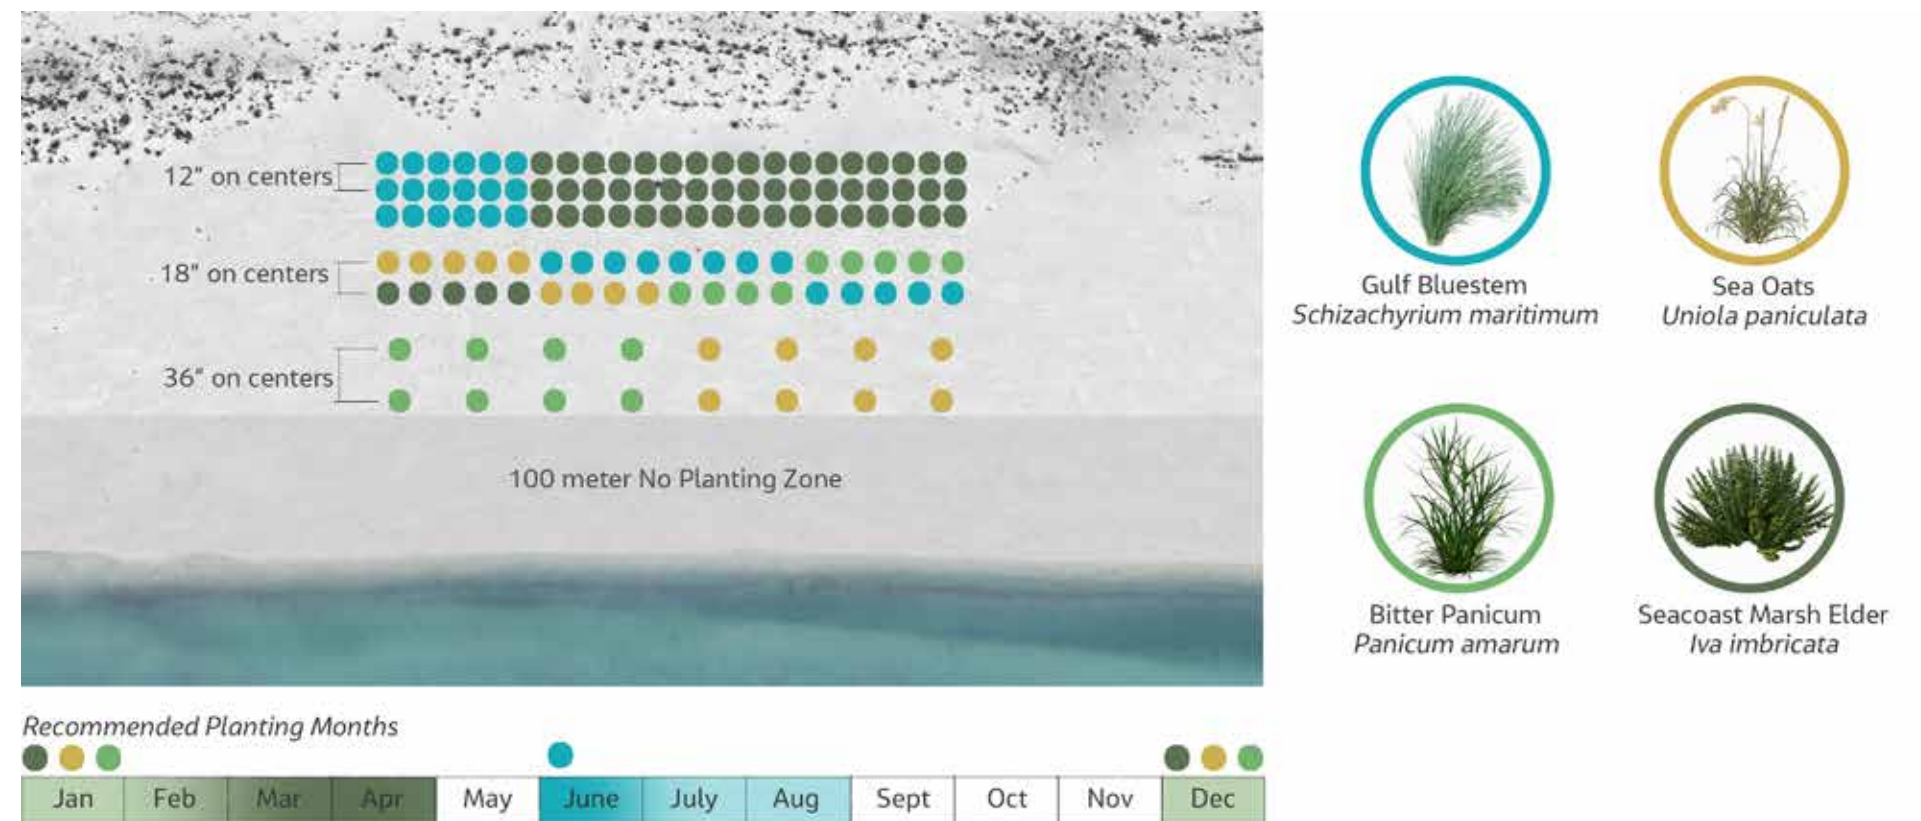 12" on centers
18" on centers
36" on centers
100 meter No Planting Zone
Gulf Bluestem
Schizachyrium maritimum
Sea Oats
Uniola paniculata
Bitter Panicum
Panicum amarum
Seacoast Marsh Elder
Iva imbricata
Recommended Planting Months
Jan Feb Mar Apr May June July Aug Sept Oct Nov Dec